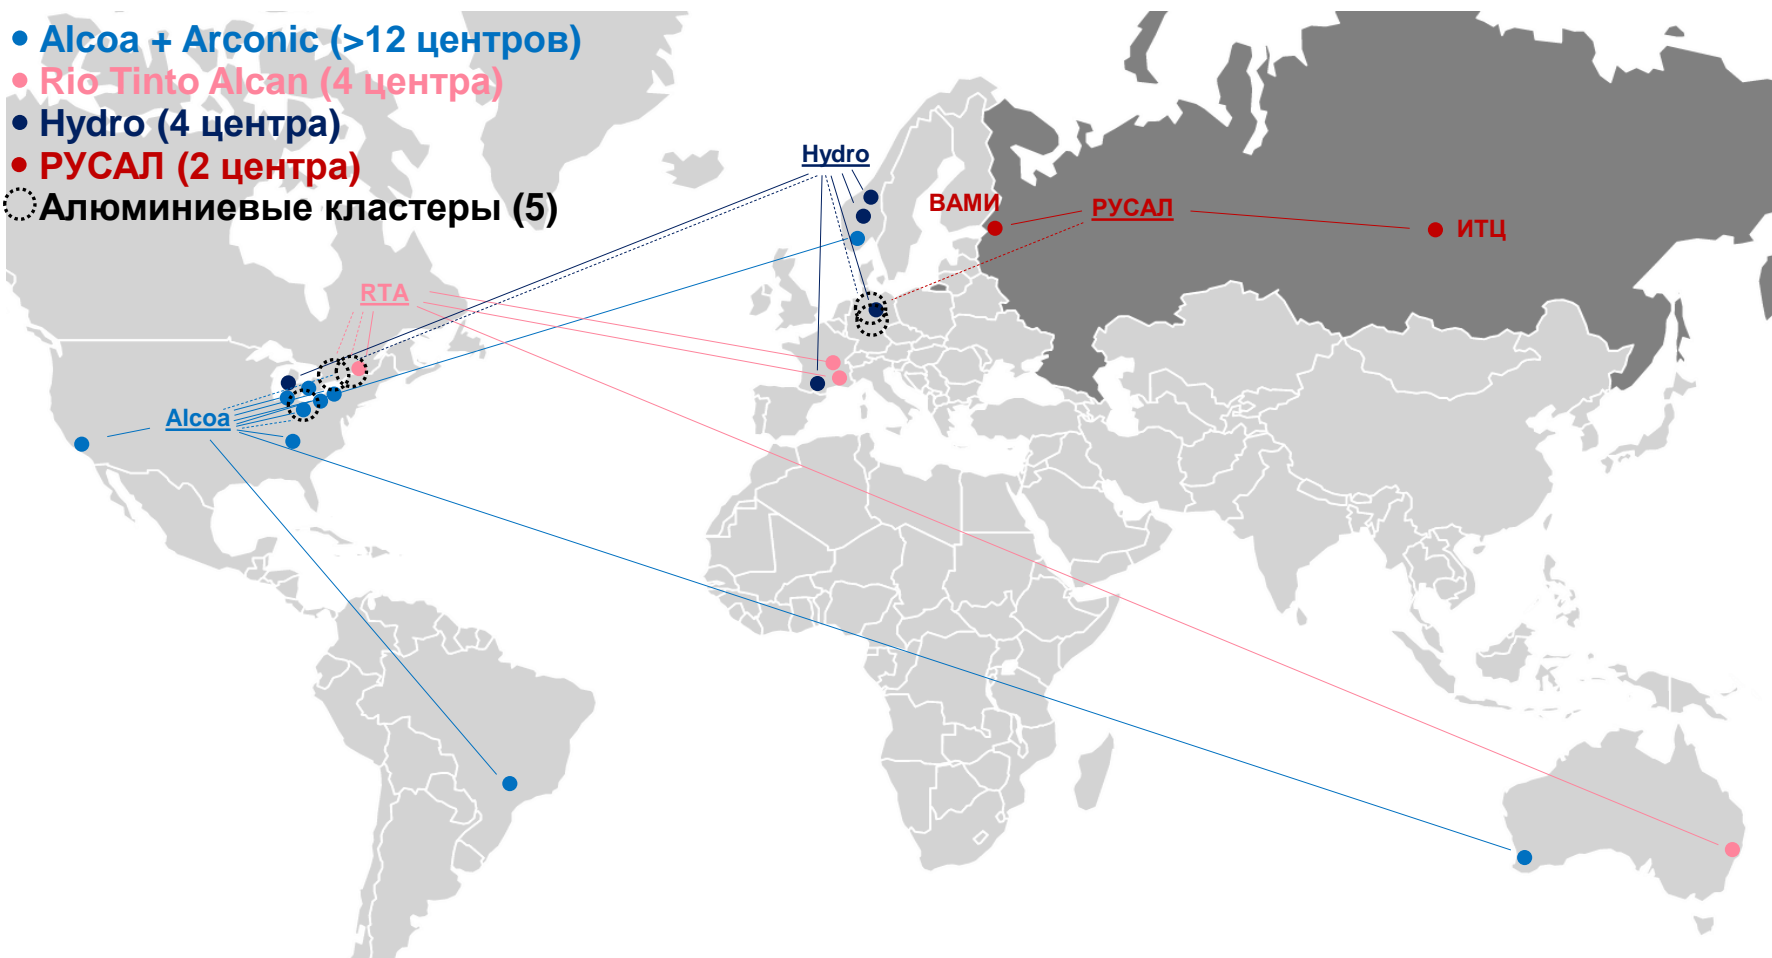 Alcoa + Arconic (>12 центров)
Rio Tinto Alcan (4 центра)
Hydro (4 центра)
РУСАЛ (2 центра)
Алюминиевые кластеры (5)
Hydro
ВАМИ
РУСАЛ
ИТЦ
RTA
Alcoa